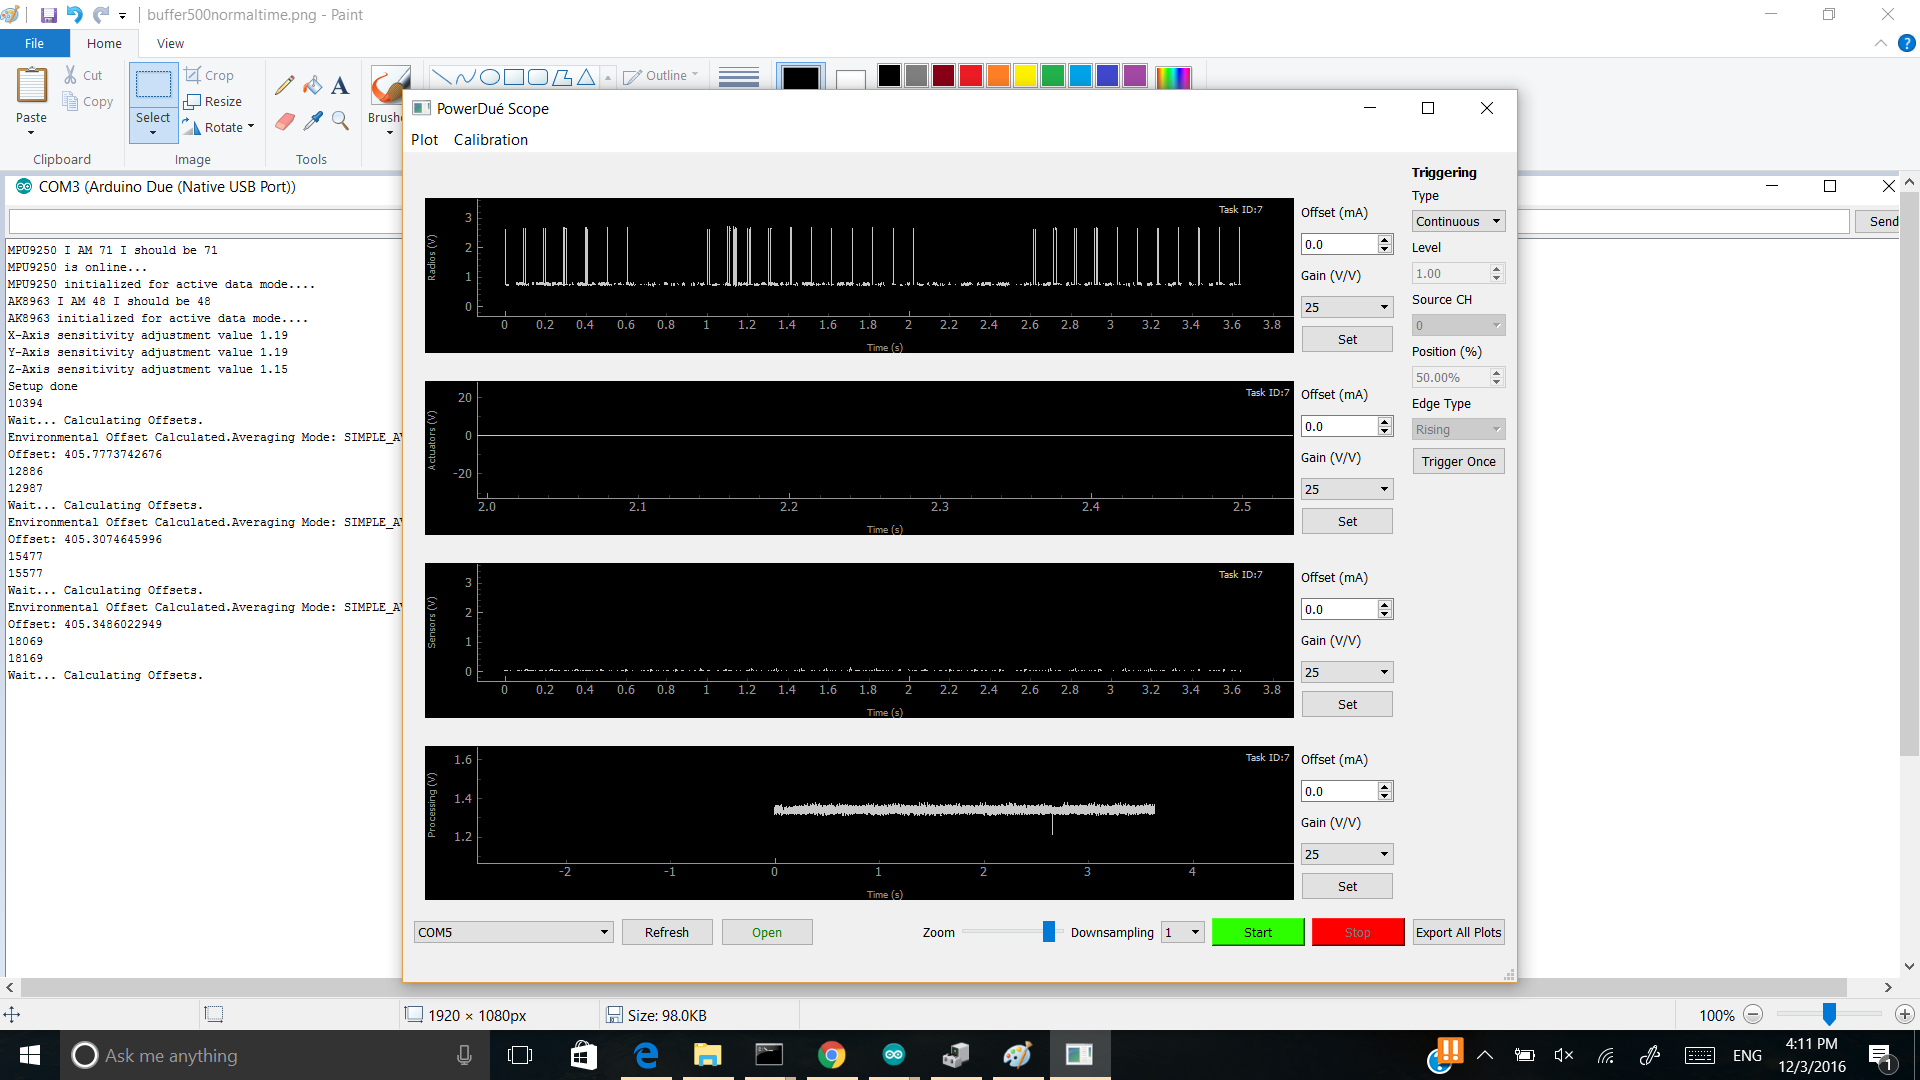 buffer500normaltime.png - Paint
File Home View
Paste
Cut
Copy
Clipboard
Select
Crop
Resize
Rotate
Image
Tools
Brushe
Outline
COM3 (Arduino Due (Native USB Port))
Send
MPU9250 I AM 71 I should be 71
MPU9250 is online...
MPU9250 initialized for active data mode....
AK8963 I AM 48 I should be 48
AK8963 initialized for active data mode....
X-Axis sensitivity adjustment value 1.19
Y-Axis sensitivity adjustment value 1.19
Z-Axis sensitivity adjustment value 1.15
Setup done
10394
Wait... Calculating Offsets.
Environmental Offset Calculated.Averaging Mode: SIMPLE_AV
Offset: 405.7773742676
12886
12987
Wait... Calculating Offsets.
Environmental Offset Calculated.Averaging Mode: SIMPLE_AV
Offset: 405.3074645996
15477
15577
Wait... Calculating Offsets.
Environmental Offset Calculated.Averaging Mode: SIMPLE_AV
Offset: 405.3486022949
18069
18169
Wait... Calculating Offsets.
PowerDué Scope
Plot Calibration
Radios (V)
3
2
1
0
Task ID:7
0 0.2 0.4 0.6 0.8 1 1.2 1.4 1.6 1.8 2 2.2 2.4 2.6 2.8 3 3.2 3.4 3.6 3.8
Time (s)
Offset (mA)
0.0
Gain (V/V)
25
Set
Actuators (V)
20
0
-20
Task ID:7
2.0 2.1 2.2 2.3 2.4 2.5
Time (s)
Offset (mA)
0.0
Gain (V/V)
25
Set
Sensors (V)
3
2
1
0
Task ID:7
0 0.2 0.4 0.6 0.8 1 1.2 1.4 1.6 1.8 2 2.2 2.4 2.6 2.8 3 3.2 3.4 3.6 3.8
Time (s)
Offset (mA)
0.0
Gain (V/V)
25
Set
Processing (V)
1.6
1.4
1.2
Task ID:7
-2 -1 0 1 2 3 4
Time (s)
Offset (mA)
0.0
Gain (V/V)
25
Set
Triggering
Type
Continuous
Level
1.00
Source CH
0
Position (%)
50.00%
Edge Type
Rising
Trigger Once
COM5 Refresh Open Zoom Downsampling 1 Start Stop Export All Plots
1920 × 1080px Size: 98.0KB 100%
Ask me anything
ENG
4:11 PM
12/3/2016
1